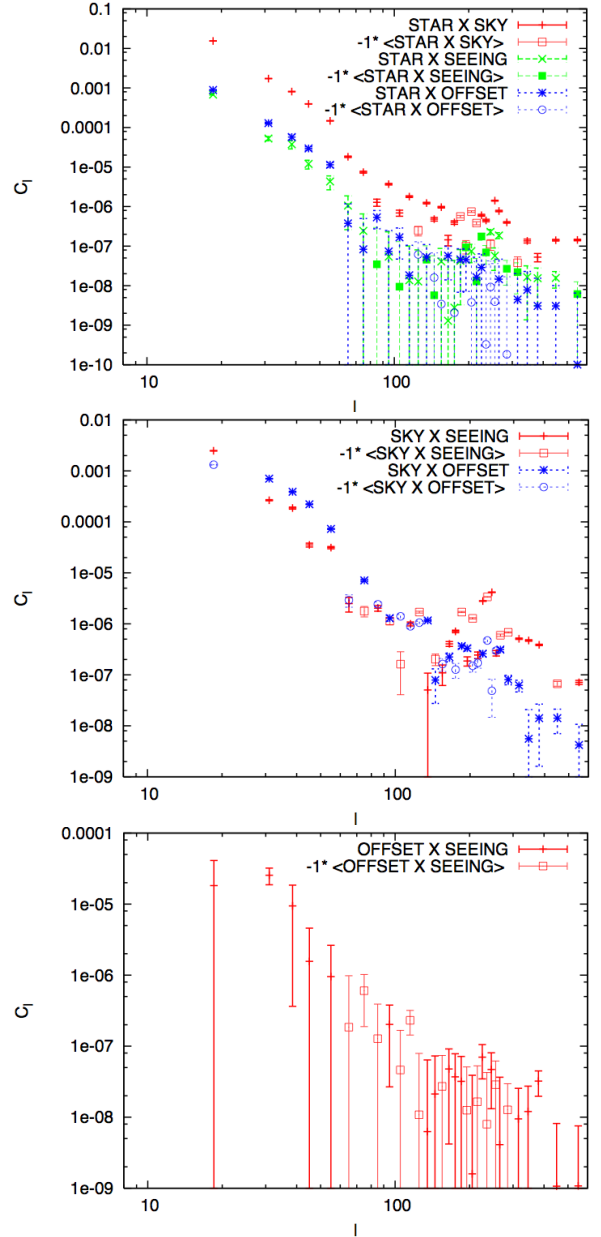 0.1
0.01
0.001
0.0001
1e-05
1e-06
1e-07
1e-08
1e-09
1e-10
C_l
STAR X SKY
-1* <STAR X SKY>
STAR X SEEING
-1* <STAR X SEEING>
STAR X OFFSET
-1* <STAR X OFFSET>
10
100
l
0.01
0.001
0.0001
1e-05
1e-06
1e-07
1e-08
1e-09
C_l
SKY X SEEING
-1* <SKY X SEEING>
SKY X OFFSET
-1* <SKY X OFFSET>
10
100
l
0.0001
1e-05
1e-06
1e-07
1e-08
1e-09
C_l
OFFSET X SEEING
-1* <OFFSET X SEEING>
10
100
l